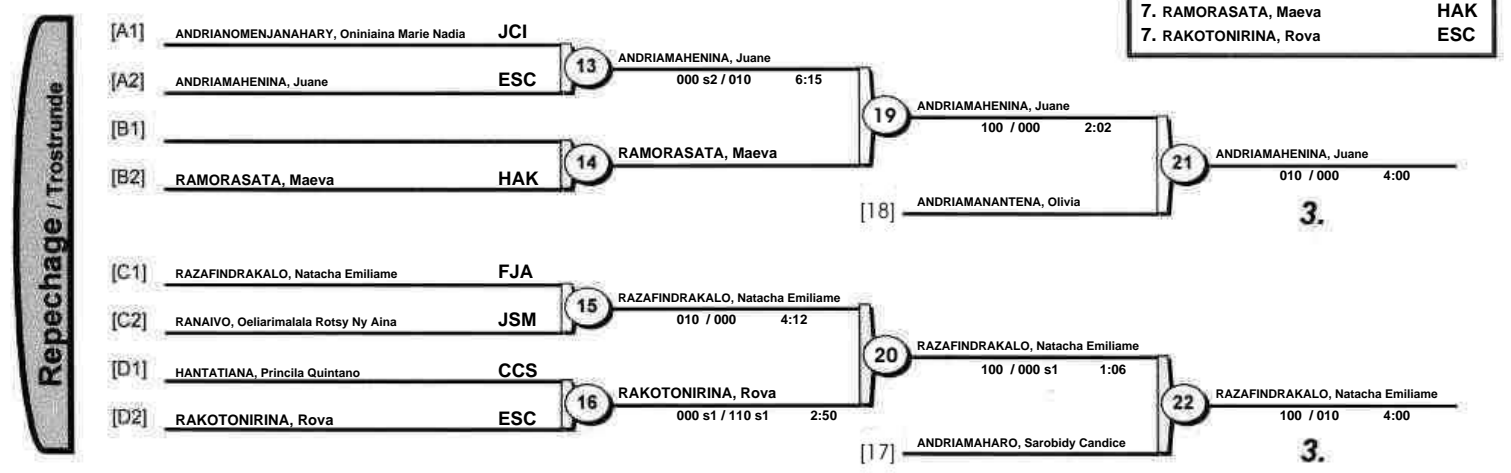 7. RAMORASATA, Maeva HAK
7. RAKOTONIRINA, Rova ESC
Repechage / Trostrunde
[A1] ANDRIANOMENJANAHARY, Oniniaina Marie Nadia JCI
13 ANDRIAMAHENINA, Juane
000 s2 / 010 6:15
[A2] ANDRIAMAHENINA, Juane ESC
19 ANDRIAMAHENINA, Juane
100 / 000 2:02
[B1]
14 RAMORASATA, Maeva
[B2] RAMORASATA, Maeva HAK
21 ANDRIAMAHENINA, Juane
010 / 000 4:00
[18] ANDRIAMANANTENA, Olivia
3.
[C1] RAZAFINDRAKALO, Natacha Emiliame FJA
15 RAZAFINDRAKALO, Natacha Emiliame
010 / 000 4:12
[C2] RANAIVO, Oeliarimalala Rotsy Ny Aina JSM
20 RAZAFINDRAKALO, Natacha Emiliame
100 / 000 s1 1:06
[D1] HANTATIANA, Princila Quintano CCS
16 RAKOTONIRINA, Rova
000 s1 / 110 s1 2:50
[D2] RAKOTONIRINA, Rova ESC
22 RAZAFINDRAKALO, Natacha Emiliame
100 / 010 4:00
[17] ANDRIAMAHARO, Sarobidy Candice
3.